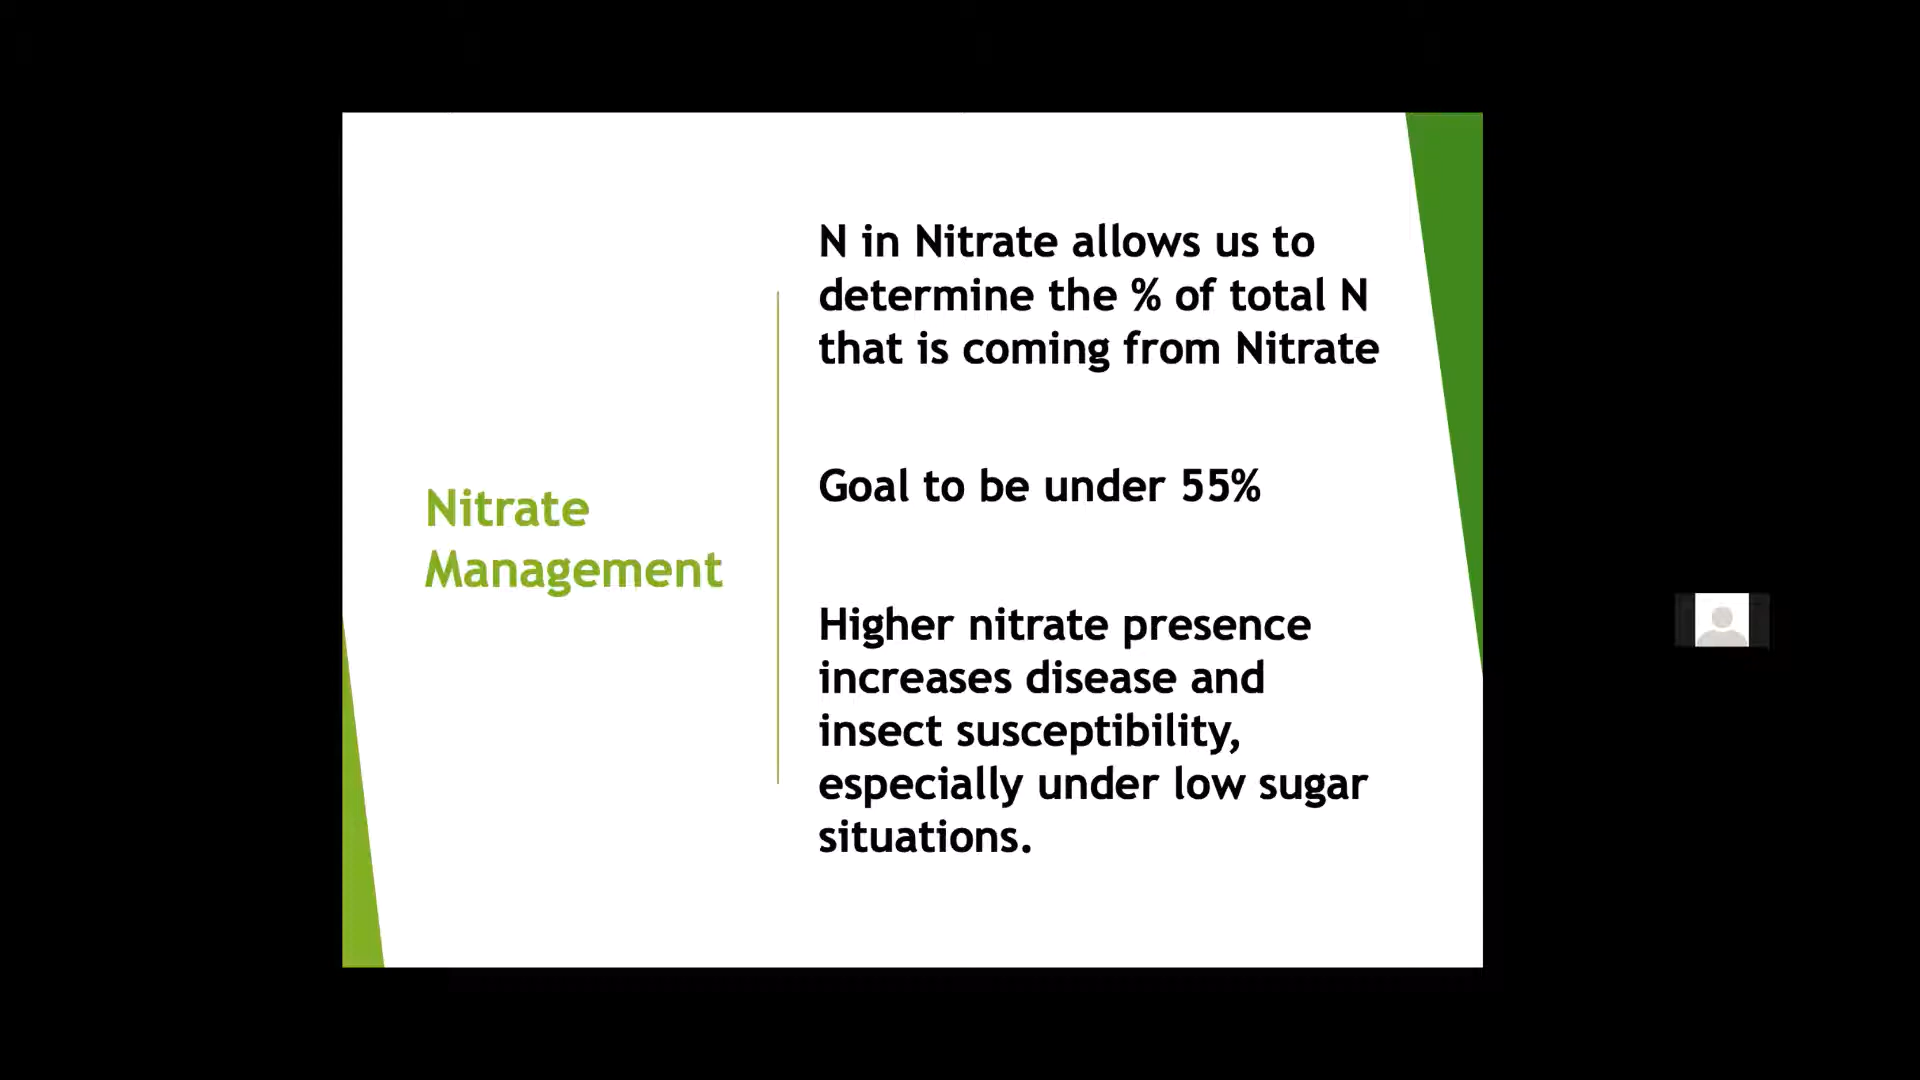 Nitrate
Management
N in Nitrate allows us to
determine the % of total N
that is coming from Nitrate
Goal to be under 55%
Higher nitrate presence
increases disease and
insect susceptibility,
especially under low sugar
situations.